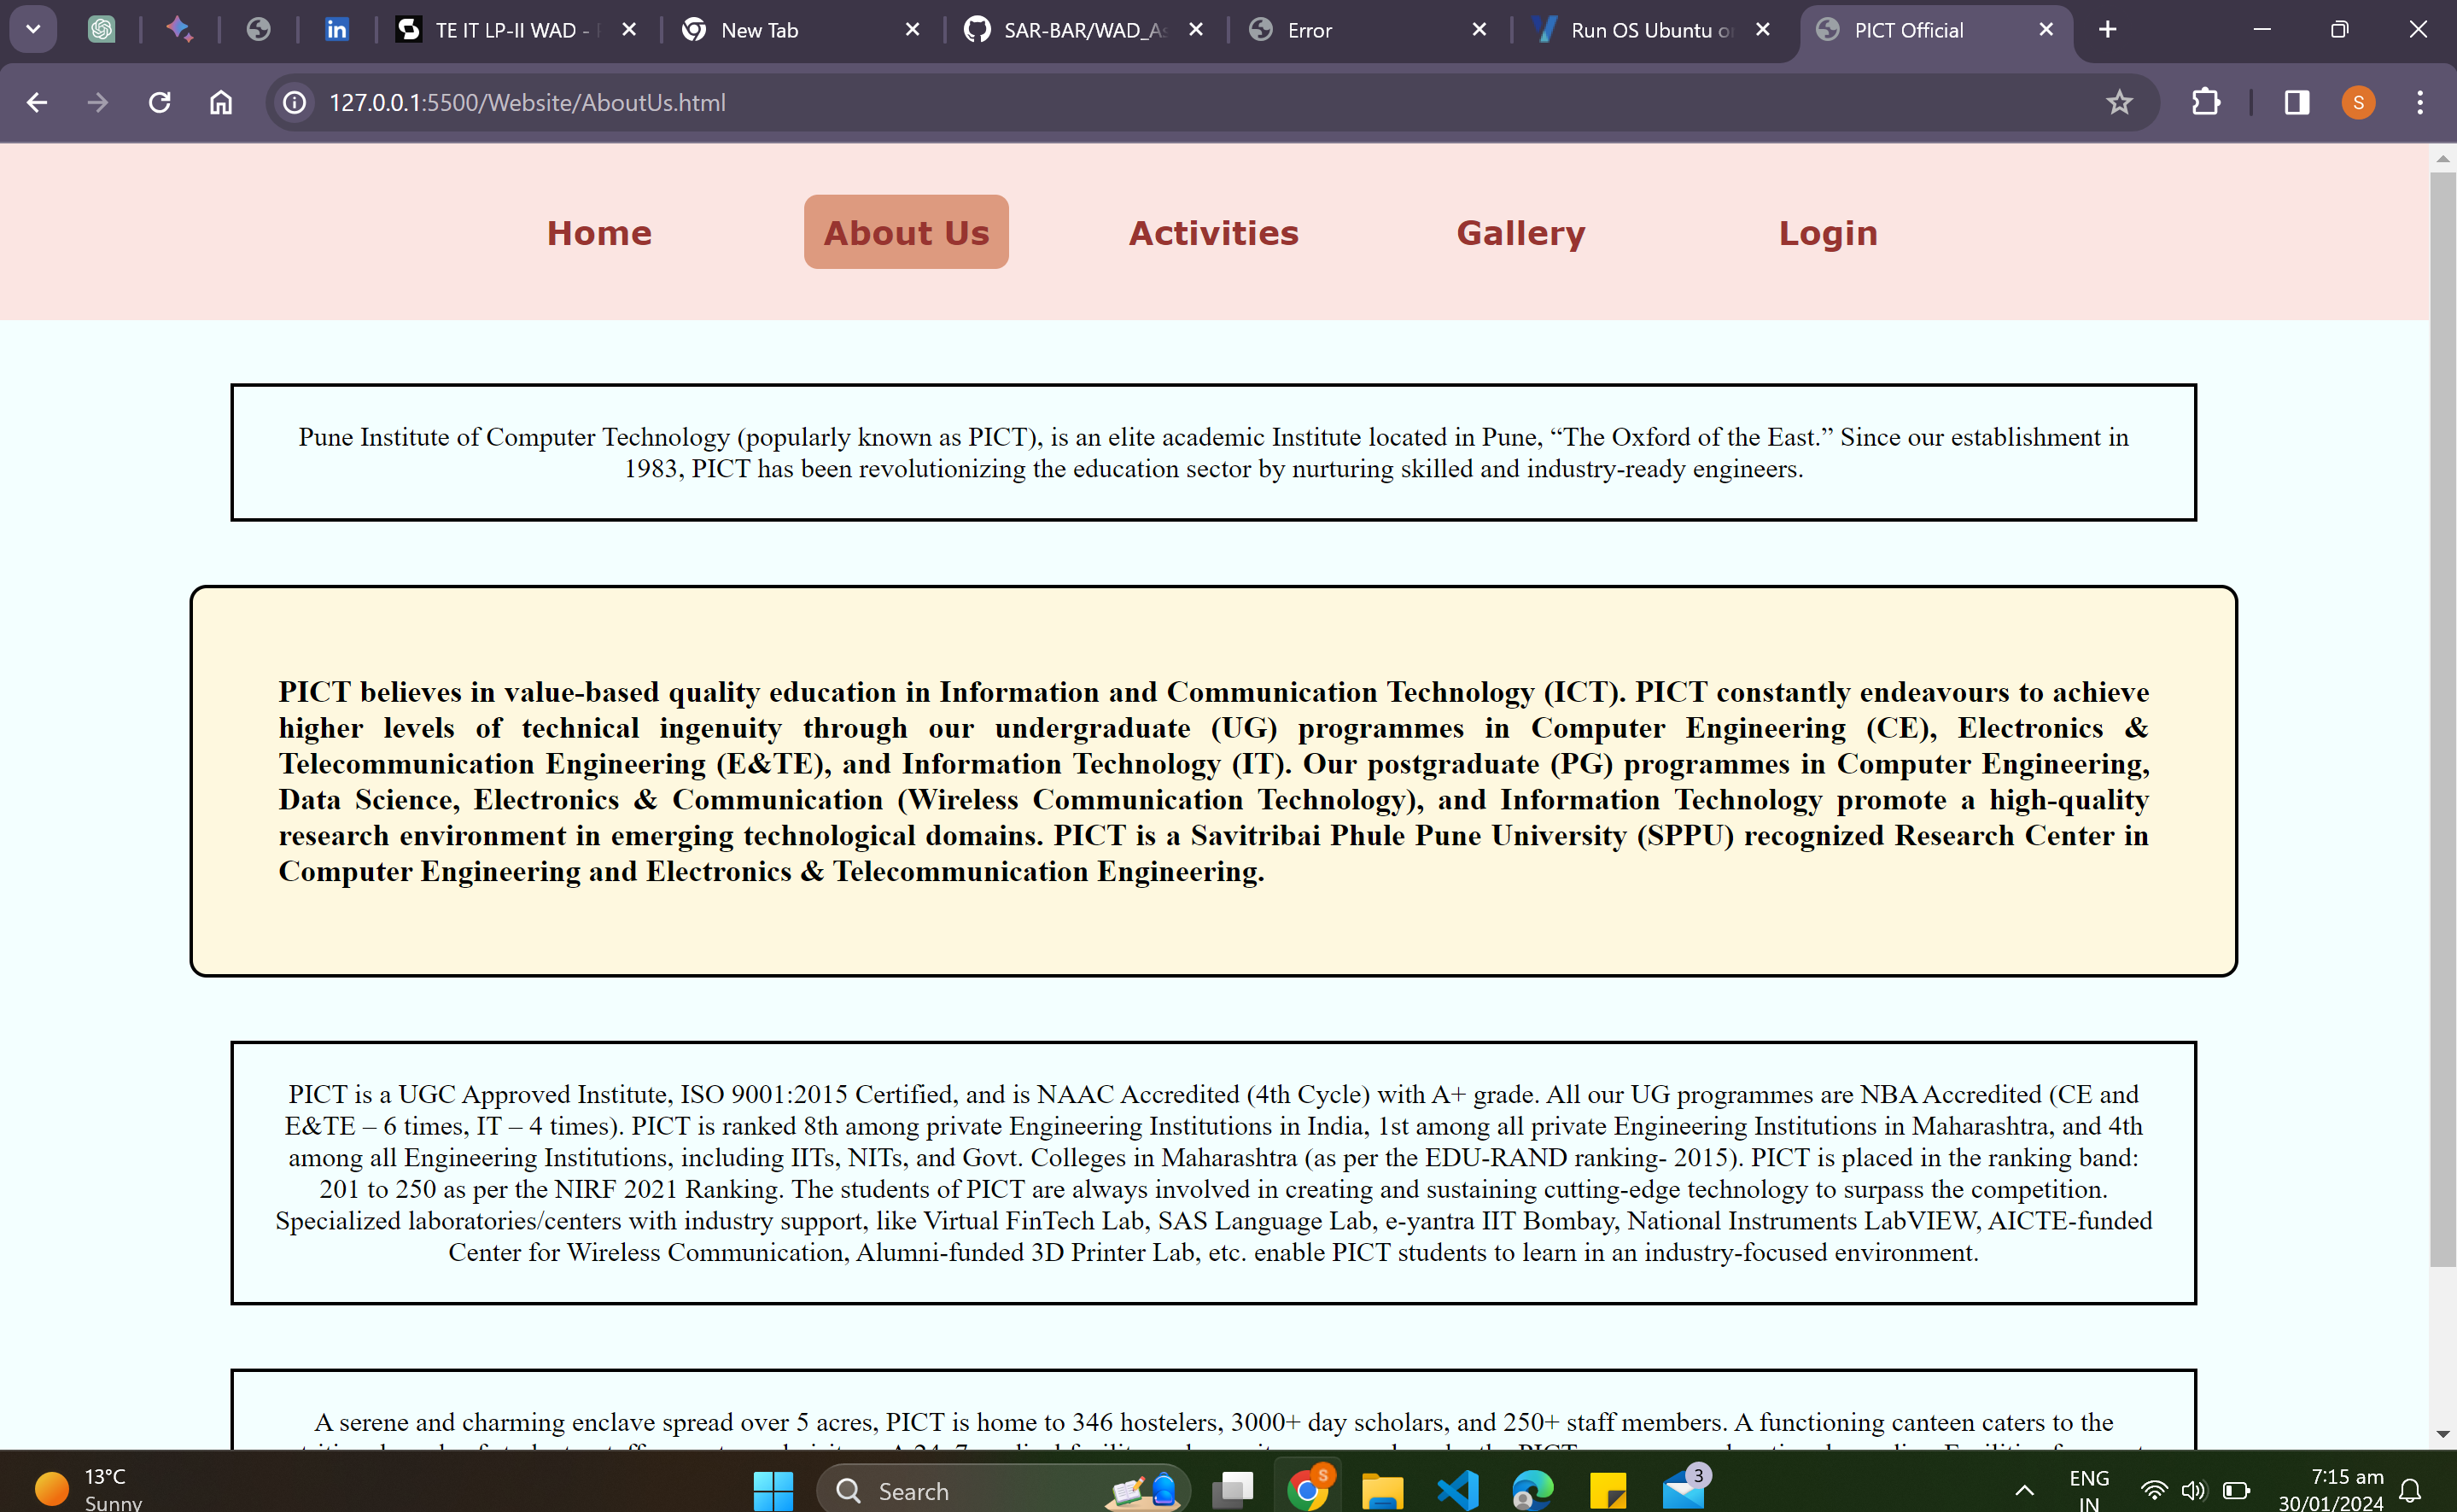 TE IT LP-II WAD -
New Tab
SAR-BAR/WAD_As
Error
Run OS Ubuntu or
PICT Official
127.0.0.1:5500/Website/AboutUs.html
S
Home
About Us
Activities
Gallery
Login
Pune Institute of Computer Technology (popularly known as PICT), is an elite academic Institute located in Pune, “The Oxford of the East.” Since our establishment in
1983, PICT has been revolutionizing the education sector by nurturing skilled and industry-ready engineers.
PICT believes in value-based quality education in Information and Communication Technology (ICT). PICT constantly endeavours to achieve
higher levels of technical ingenuity through our undergraduate (UG) programmes in Computer Engineering (CE), Electronics &
Telecommunication Engineering (E&TE), and Information Technology (IT). Our postgraduate (PG) programmes in Computer Engineering,
Data Science, Electronics & Communication (Wireless Communication Technology), and Information Technology promote a high-quality
research environment in emerging technological domains. PICT is a Savitribai Phule Pune University (SPPU) recognized Research Center in
Computer Engineering and Electronics & Telecommunication Engineering.
PICT is a UGC Approved Institute, ISO 9001:2015 Certified, and is NAAC Accredited (4th Cycle) with A+ grade. All our UG programmes are NBA Accredited (CE and
E&TE – 6 times, IT – 4 times). PICT is ranked 8th among private Engineering Institutions in India, 1st among all private Engineering Institutions in Maharashtra, and 4th
among all Engineering Institutions, including IITs, NITs, and Govt. Colleges in Maharashtra (as per the EDU-RAND ranking- 2015). PICT is placed in the ranking band:
201 to 250 as per the NIRF 2021 Ranking. The students of PICT are always involved in creating and sustaining cutting-edge technology to surpass the competition.
Specialized laboratories/centers with industry support, like Virtual FinTech Lab, SAS Language Lab, e-yantra IIT Bombay, National Instruments LabVIEW, AICTE-funded
Center for Wireless Communication, Alumni-funded 3D Printer Lab, etc. enable PICT students to learn in an industry-focused environment.
A serene and charming enclave spread over 5 acres, PICT is home to 346 hostelers, 3000+ day scholars, and 250+ staff members. A functioning canteen caters to the
13°C
Sunny
Search
S
3
ENG
IN
7:15 am
30/01/2024